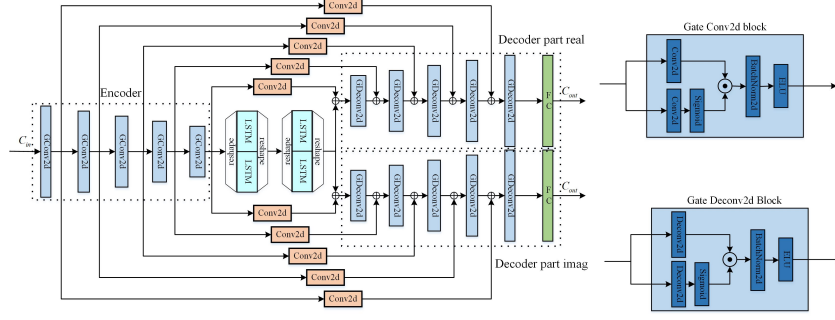 Conv2d
Conv2d
Conv2d
Conv2d
Conv2d
Decoder part real
Encoder
C_in
GConv2d
GConv2d
GConv2d
GConv2d
GConv2d
reshape
LSTM
LSTM
reshape
reshape
LSTM
LSTM
reshape
GDeconv2d
GDeconv2d
GDeconv2d
GDeconv2d
GDeconv2d
F
C
C_out
GDeconv2d
GDeconv2d
GDeconv2d
GDeconv2d
GDeconv2d
F
C
C_out
Conv2d
Conv2d
Conv2d
Conv2d
Conv2d
Decoder part imag
Gate Conv2d block
Conv2d
Conv2d
Sigmoid
BatchNorm2d
ELU
Gate Deconv2d Block
Deconv2d
Deconv2d
Sigmoid
BatchNorm2d
ELU